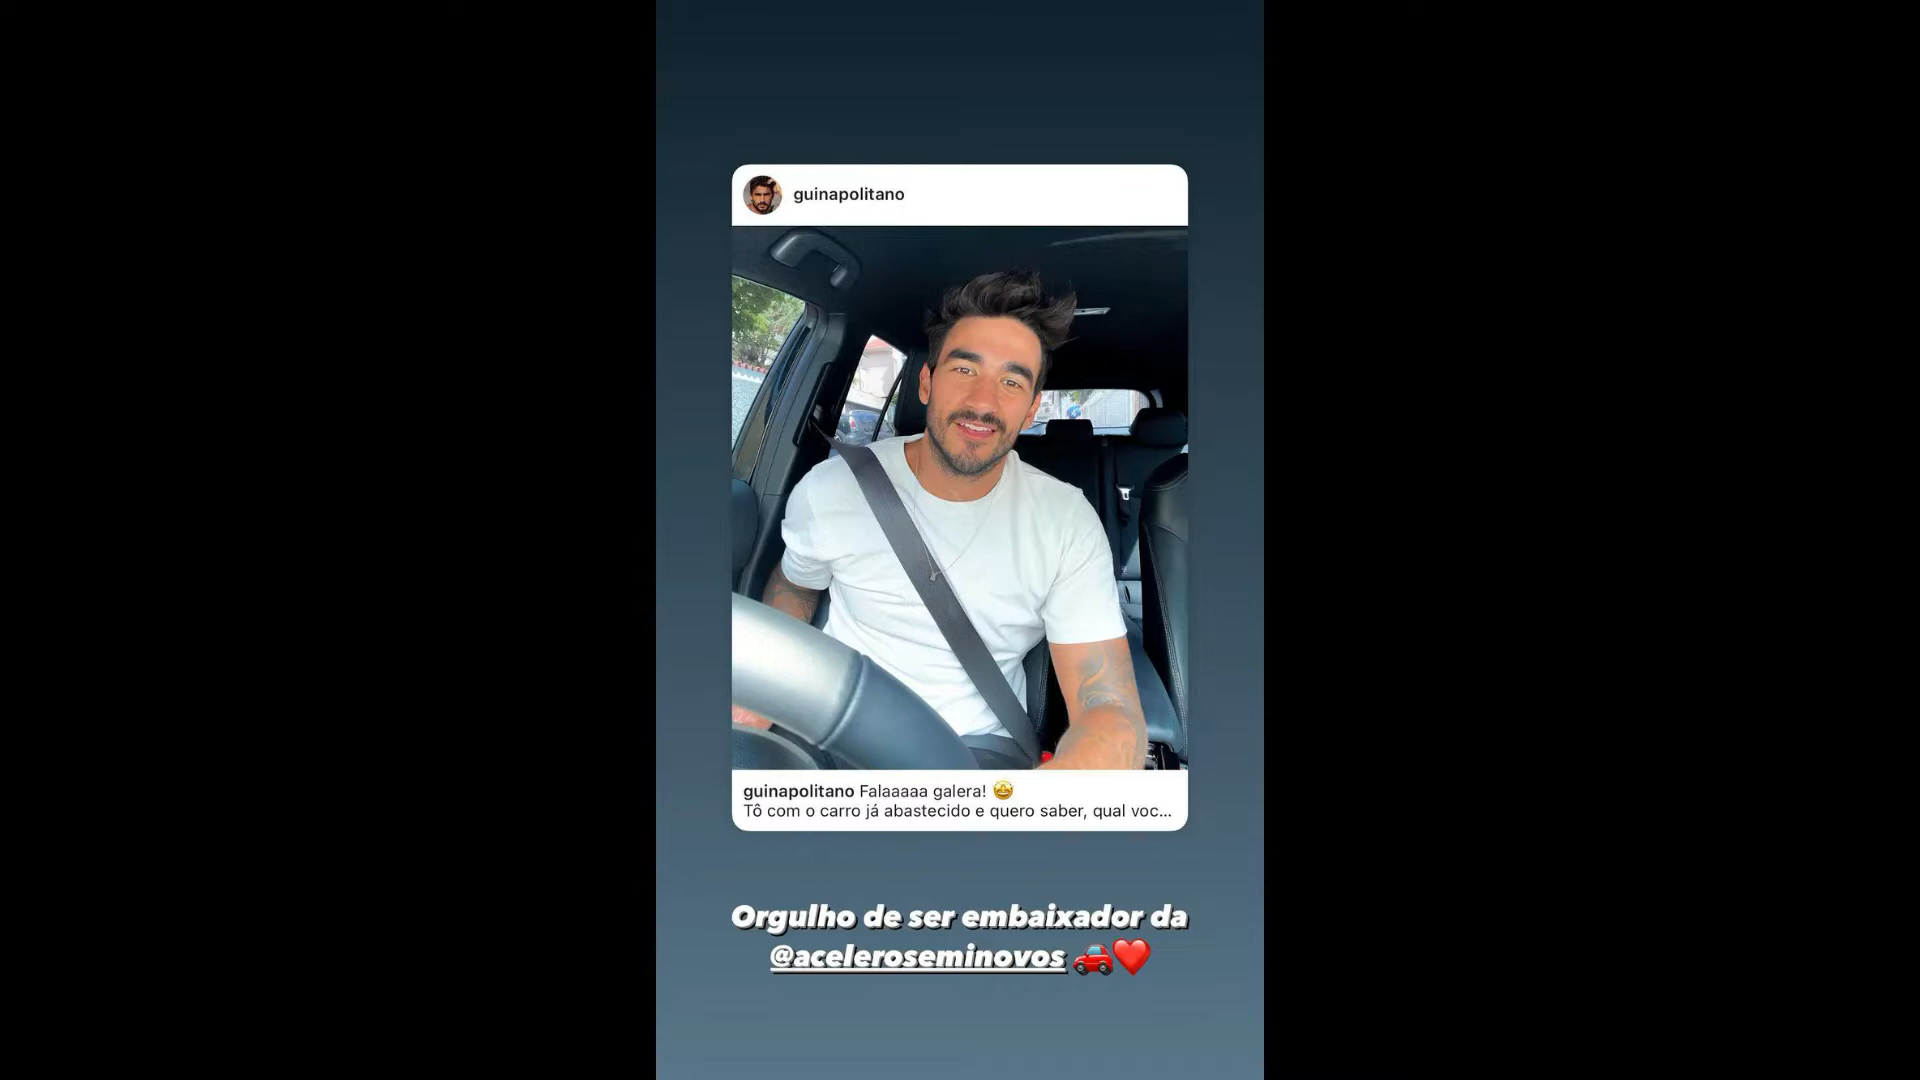 guinapolitano
guinapolitano Falaaaaa galera! 🤩
Tô com o carro já abastecido e quero saber, qual voc...
Orgulho de ser embaixador da
@aceleroseminovos 🚗❤️